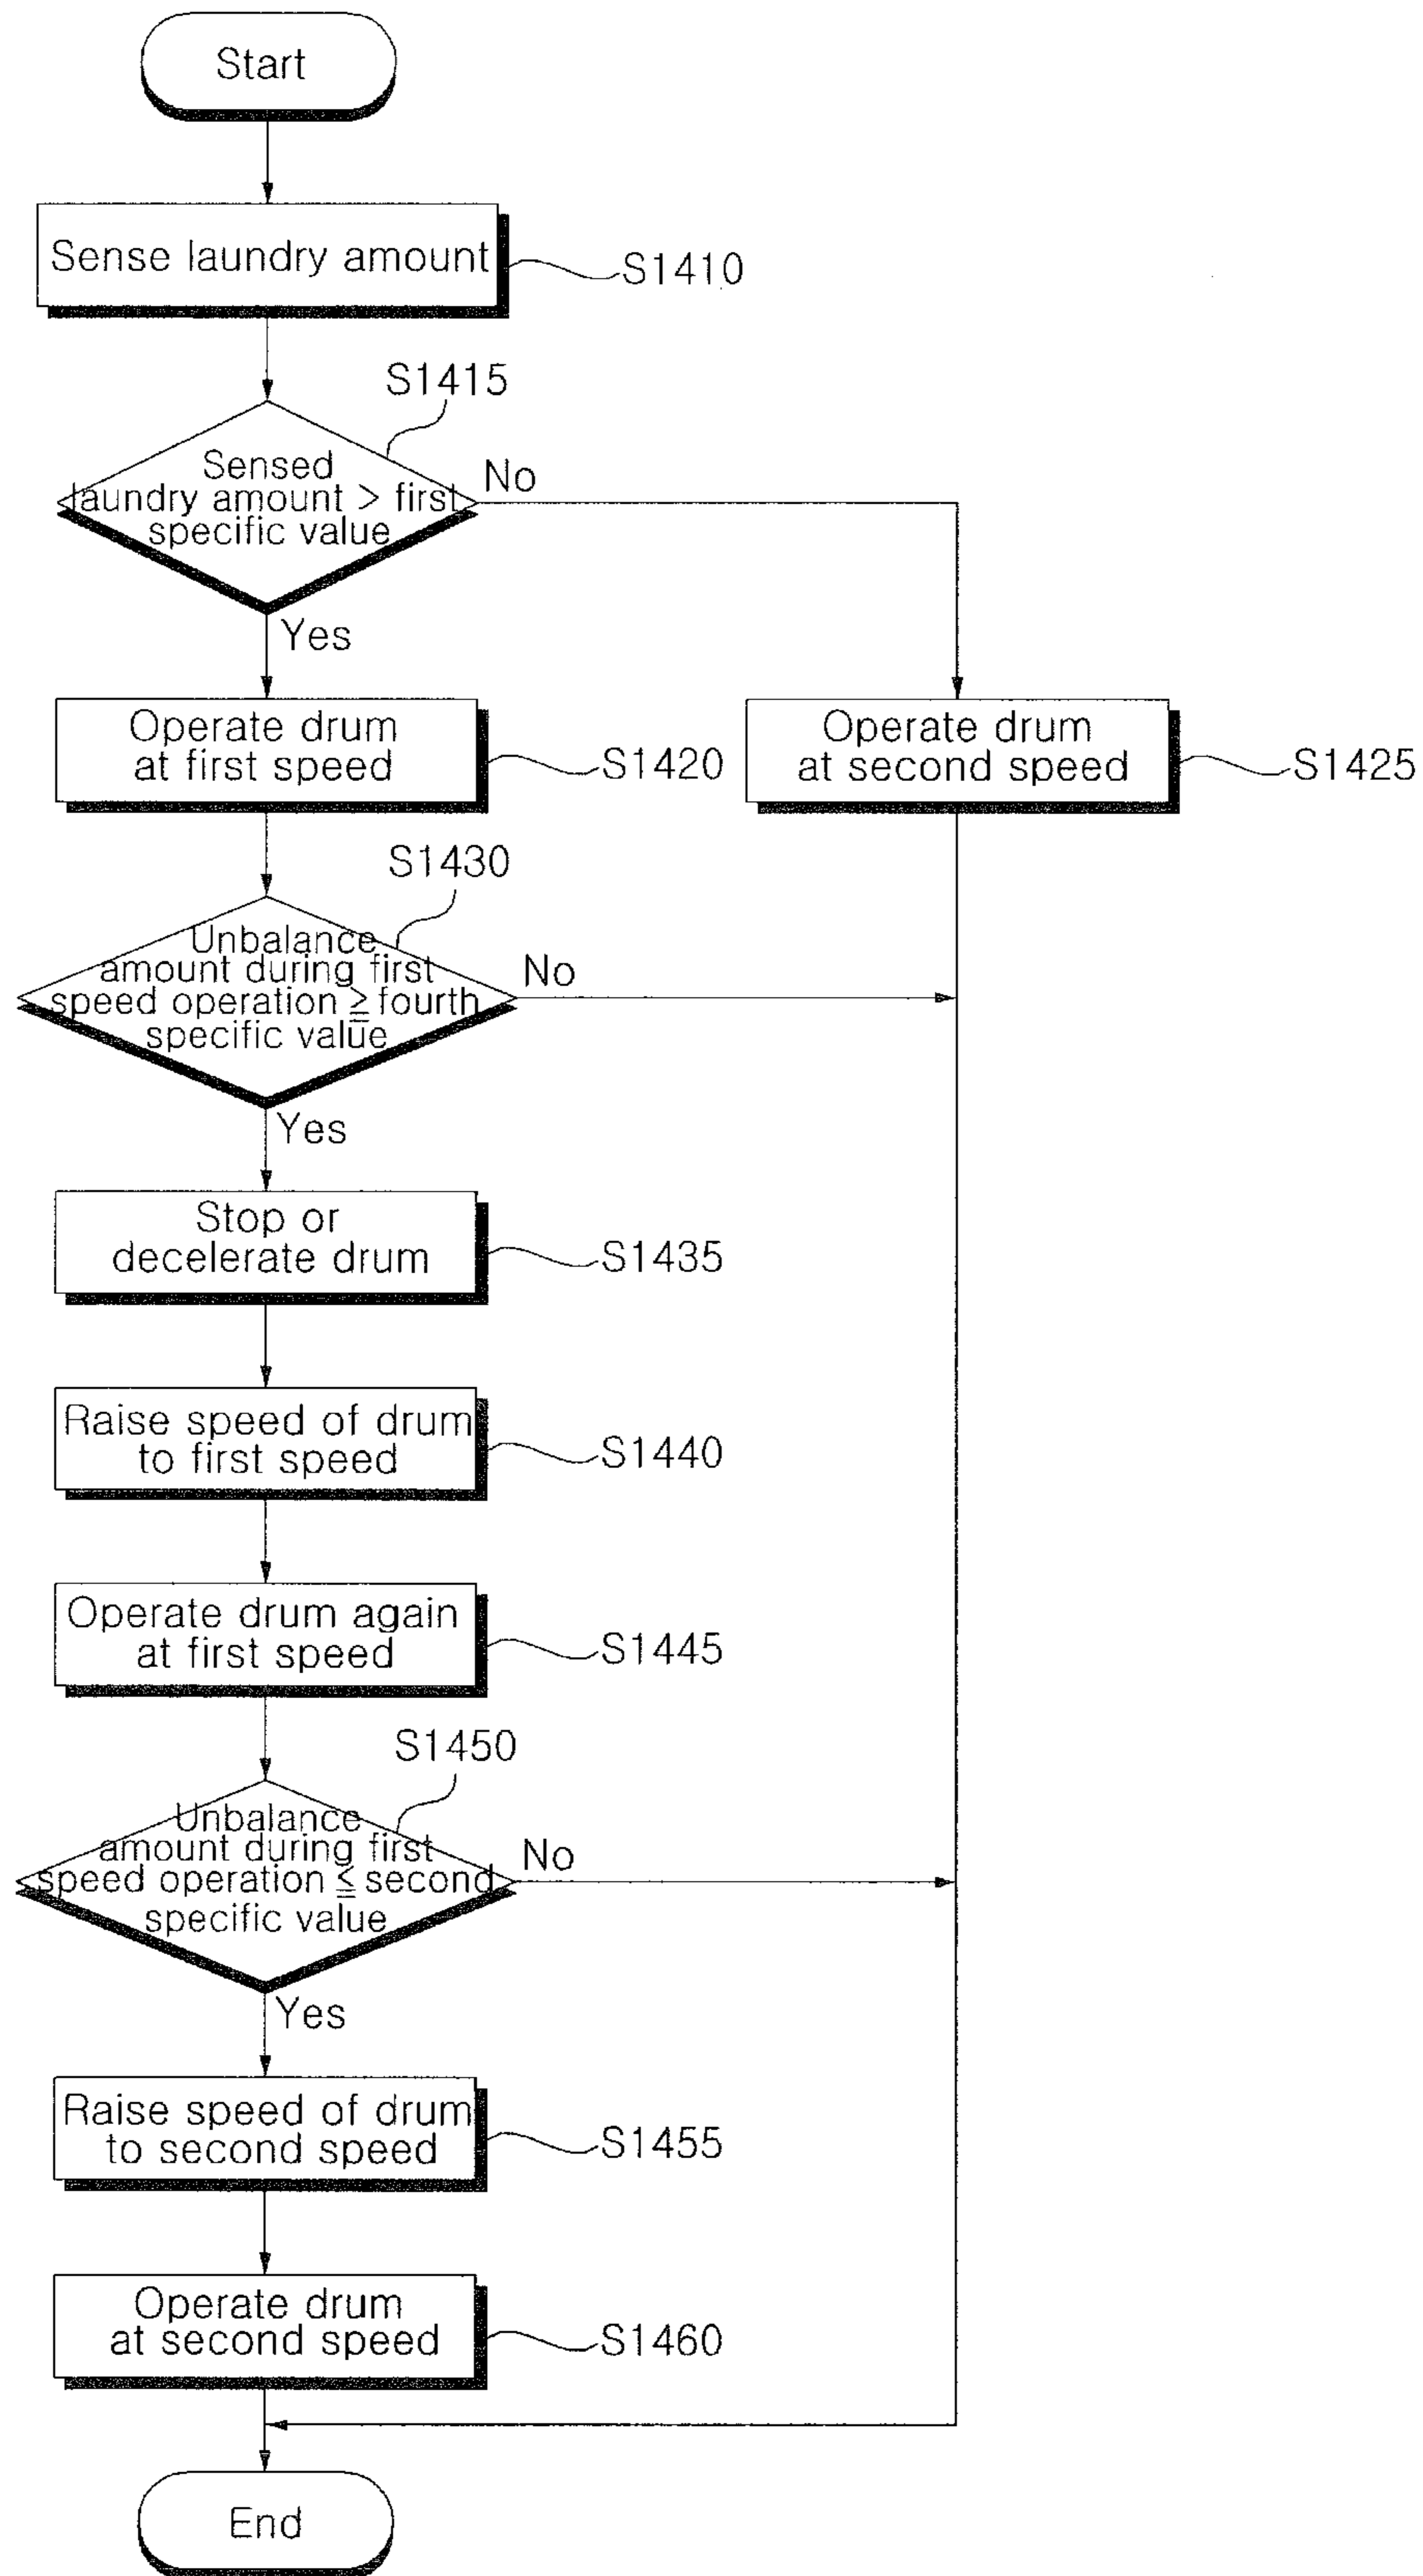 Start
Sense laundry amount
S1410
S1415
Sensed
laundry amount > first
specific value
No
Yes
Operate drum
at first speed
S1420
Operate drum
at second speed
S1425
S1430
Unbalance
amount during first
speed operation ≧ fourth
specific value
No
Yes
Stop or
decelerate drum
S1435
Raise speed of drum
to first speed
S1440
Operate drum again
at first speed
S1445
S1450
Unbalance
amount during first
speed operation ≦ second
specific value
No
Yes
Raise speed of drum
to second speed
S1455
Operate drum
at second speed
S1460
End